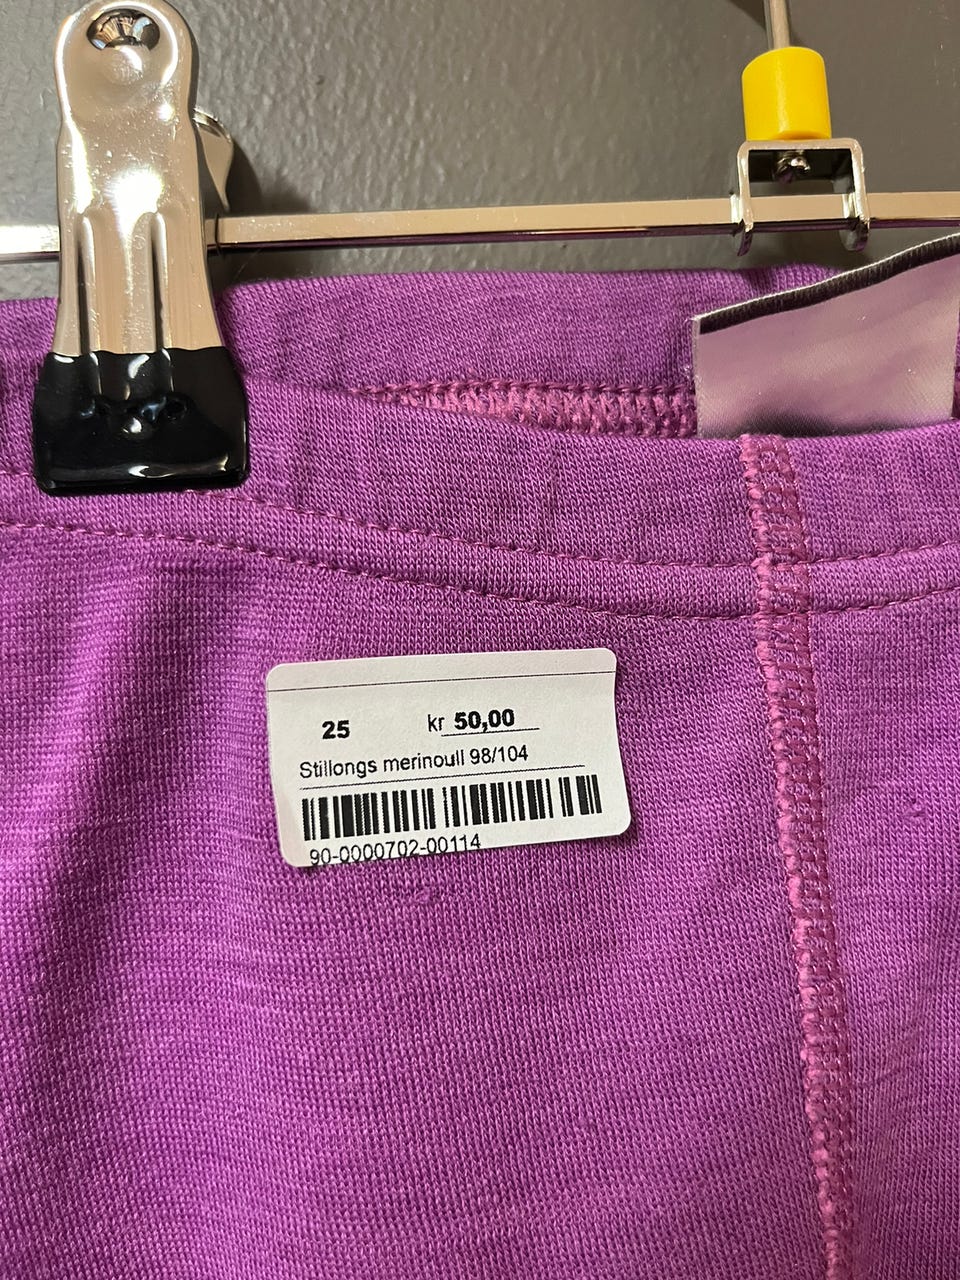 25 kr 50,00
Stillongs merinoull 98/104
90-0000702-00114